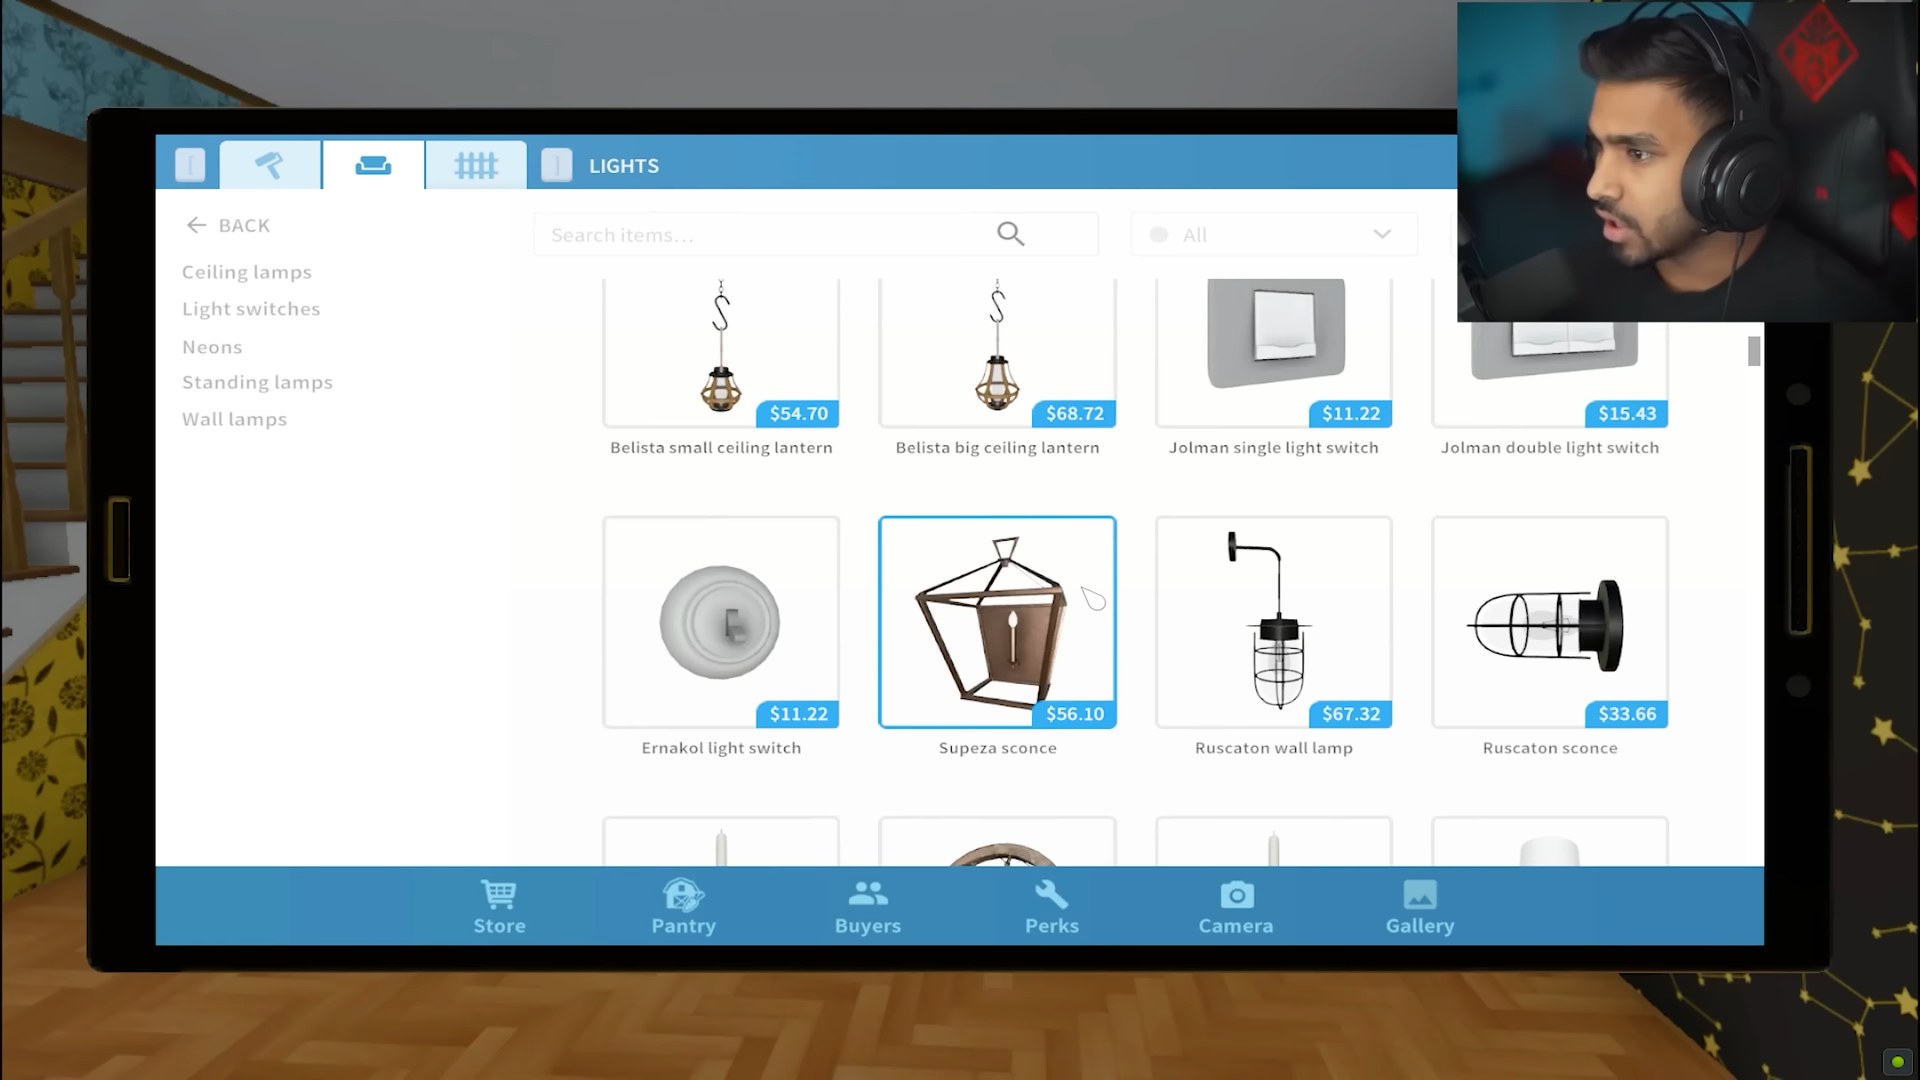 [
]
LIGHTS
BACK
Search items...
All
Ceiling lamps
Light switches
Neons
Standing lamps
Wall lamps
$54.70
$68.72
$11.22
$15.43
Belista small ceiling lantern
Belista big ceiling lantern
Jolman single light switch
Jolman double light switch
$11.22
$56.10
$67.32
$33.66
Ernakol light switch
Supeza sconce
Ruscaton wall lamp
Ruscaton sconce
Store
Pantry
Buyers
Perks
Camera
Gallery